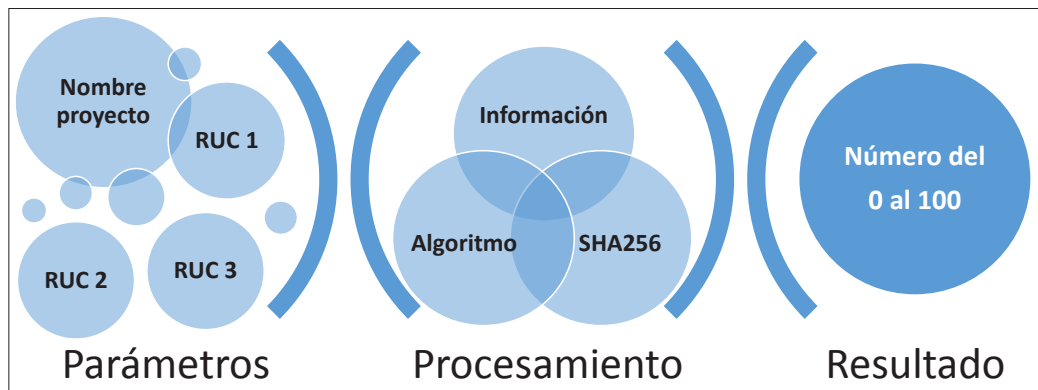 Nombre
proyecto
RUC 1
RUC 2
RUC 3
Parámetros
Información
Algoritmo
SHA256
Procesamiento
Número del
0 al 100
Resultado